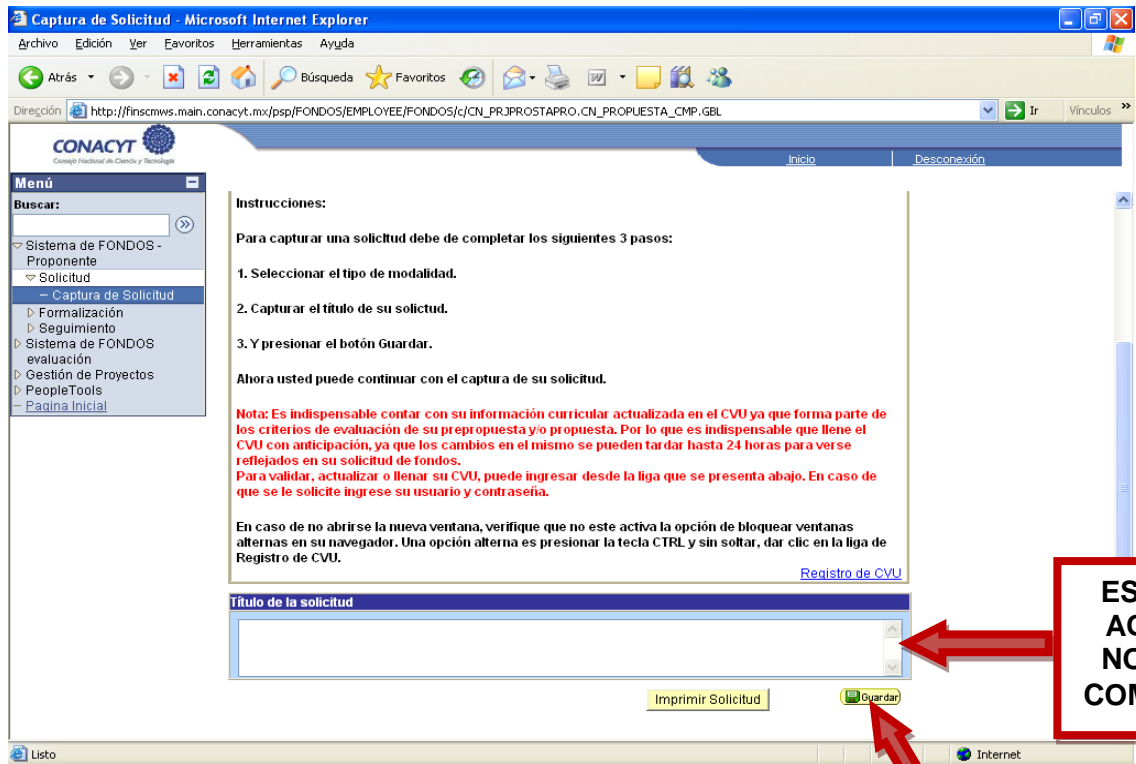 Captura de Solicitud - Microsoft Internet Explorer
Archivo Edición Ver Favoritos Herramientas Ayuda
Atrás Búsqueda Favoritos
Dirección http://finscmws.main.conacyt.mx/psp/FONDOS/EMPLOYEE/FONDOS/c/CN_PRJPROSTAPRO.CN_PROPUESTA_CMP.GBL Ir Vínculos
CONACYT
Consejo Nacional de Ciencia y Tecnología
Inicio Desconexión
Menú
Buscar:
Sistema de FONDOS -
Proponente
Solicitud
– Captura de Solicitud
Formalización
Seguimiento
Sistema de FONDOS
evaluación
Gestión de Proyectos
PeopleTools
– Pagina Inicial
Instrucciones:
Para capturar una solicltud debe de completar los siguientes 3 pasos:
1. Seleccionar el tipo de modalidad.
2. Capturar el título de su solictud.
3. Y presionar el botón Guardar.
Ahora usted puede continuar con el captura de su solicitud.
Nota: Es indispensable contar con su información curricular actualizada en el CVU ya que forma parte de
los criterios de evaluación de su prepropuesta y/o propuesta. Por lo que es indispensable que llene el
CVU con anticipación, ya que los cambios en el mismo se pueden tardar hasta 24 horas para verse
reflejados en su solicitud de fondos.
Para validar, actualizar o llenar su CVU, puede ingresar desde la liga que se presenta abajo. En caso de
que se le solicite ingrese su usuario y contraseña.
En caso de no abrirse la nueva ventana, verifique que no este activa la opción de bloquear ventanas
alternas en su navegador. Una opción alterna es presionar la tecla CTRL y sin soltar, dar clic en la liga de
Registro de CVU.
Registro de CVU
Título de la solicitud
Imprimir Solicitud Guardar
ES
AC
NO
COM
Listo Internet